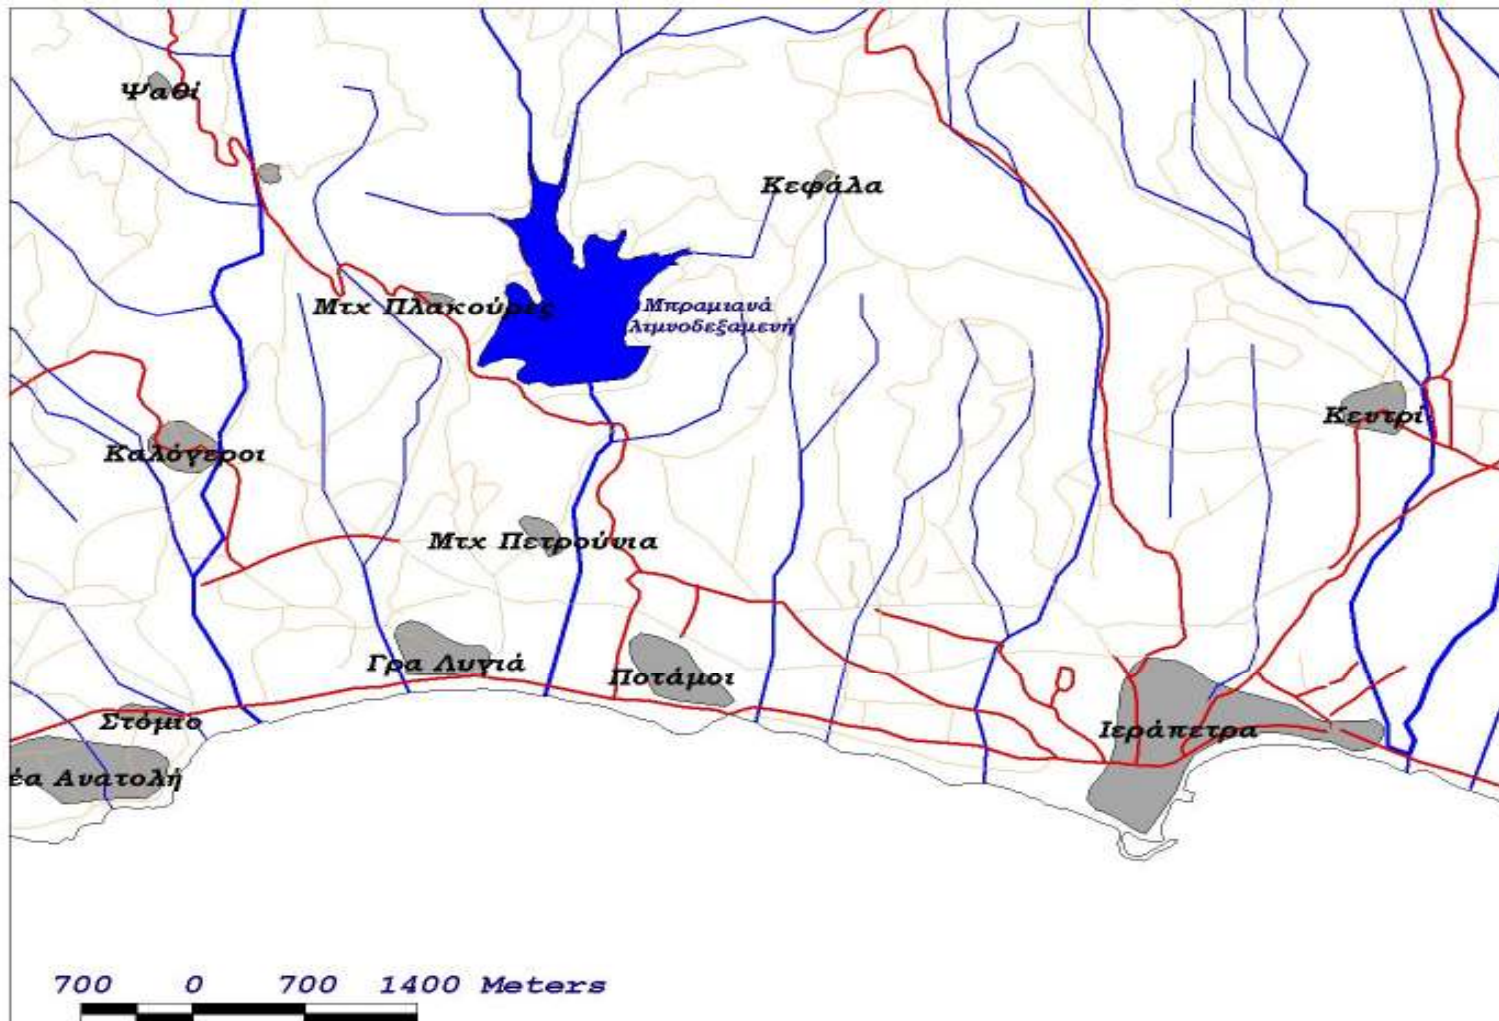 Ψαθί
Κεφάλα
Μτχ Πλακούρες
Μπραμιανά
Λιμνοδεξαμενή
Κεντρί
Καλόγεροι
Μτχ Πετρούνια
Γρα Λυγιά
Ποτάμοι
Στόμιο
Ιεράπετρα
έα Ανατολή
700 0 700 1400 Meters